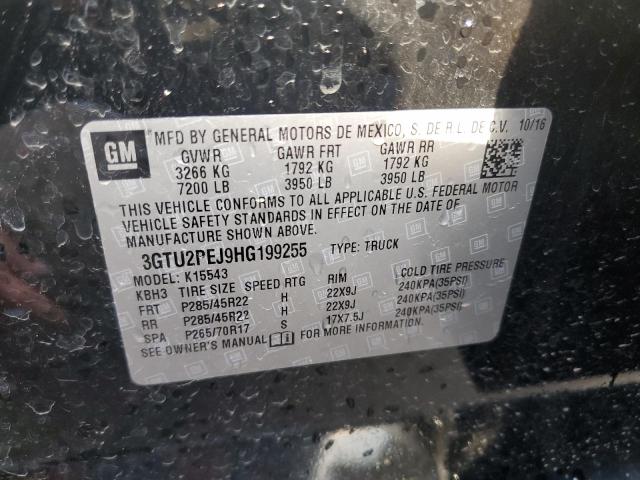 GM
MFD BY GENERAL MOTORS DE MEXICO, S. DE R.L. DE C.V. 10/16
GVWR GAWR FRT GAWR RR
3266 KG 1792 KG 1792 KG
7200 LB 3950 LB 3950 LB
THIS VEHICLE CONFORMS TO ALL APPLICABLE U.S. FEDERAL MOTOR
VEHICLE SAFETY STANDARDS IN EFFECT ON THE DATE OF
MANUFACTURE SHOWN ABOVE.
3GTU2PEJ9HG199255 TYPE: TRUCK
MODEL: K15543
KBH3 TIRE SIZE SPEED RTG RIM COLD TIRE PRESSURE
FRT P285/45R22 H 22X9J 240KPA(35PSI)
RR P285/45R22 H 22X9J 240KPA(35PSI)
SPA P265/70R17 S 17X7.5J 240KPA(35PSI)
SEE OWNER'S MANUAL FOR MORE INFORMATION.